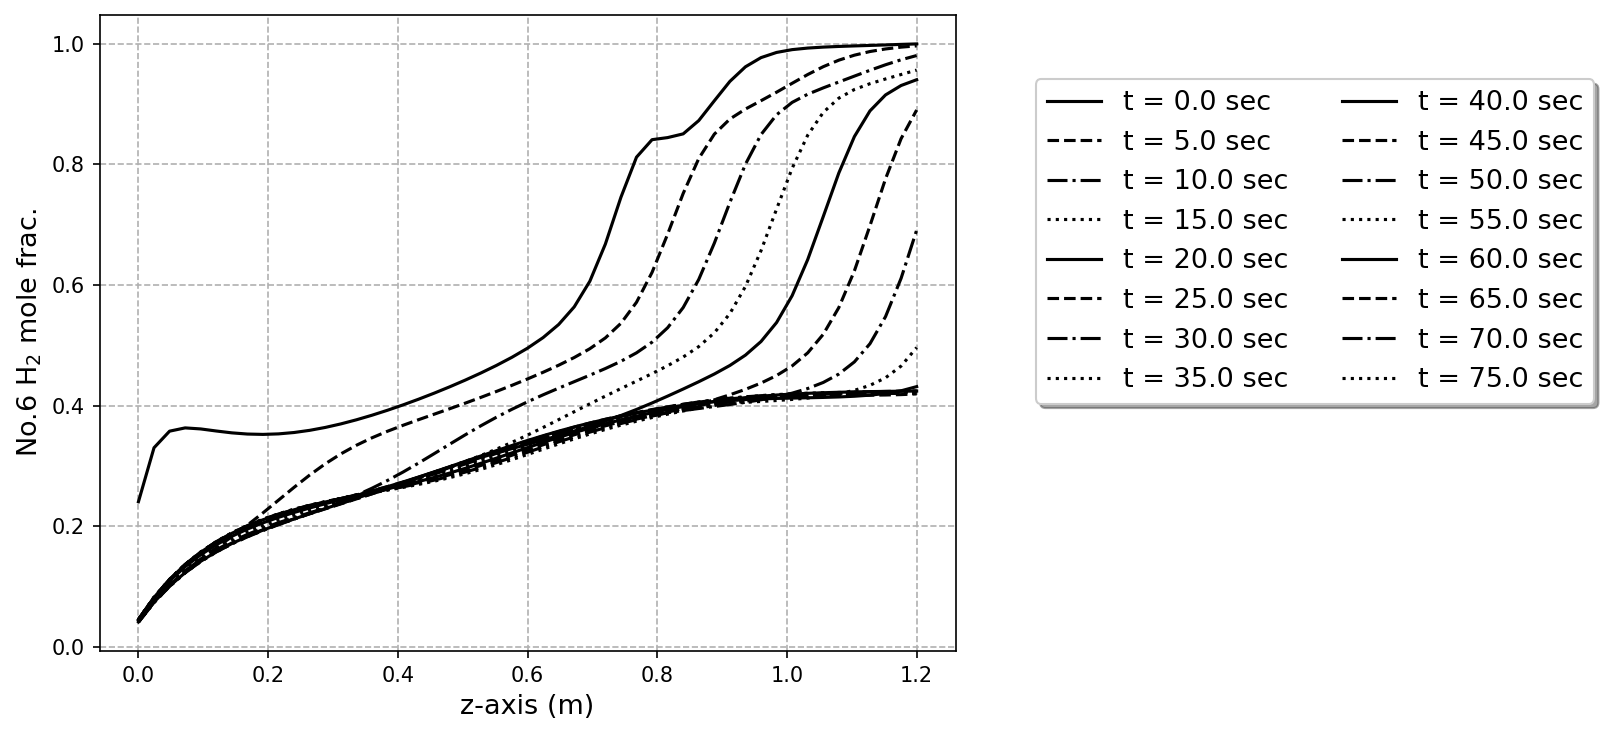 1.0
0.8
0.6
0.4
0.2
0.0
No.6 H₂ mole frac.
0.0 0.2 0.4 0.6 0.8 1.0 1.2
z-axis (m)
t = 0.0 sec
t = 5.0 sec
t = 10.0 sec
t = 15.0 sec
t = 20.0 sec
t = 25.0 sec
t = 30.0 sec
t = 35.0 sec
t = 40.0 sec
t = 45.0 sec
t = 50.0 sec
t = 55.0 sec
t = 60.0 sec
t = 65.0 sec
t = 70.0 sec
t = 75.0 sec